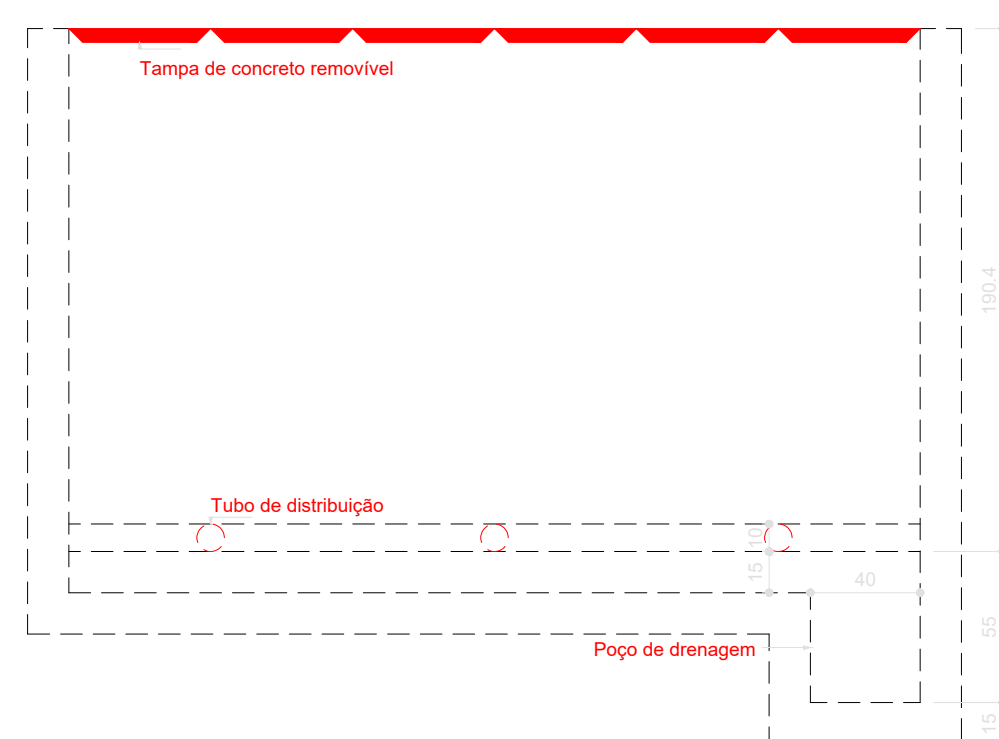 Tampa de concreto removível
190.4
Tubo de distribuição
10
15
40
55
Poço de drenagem
15